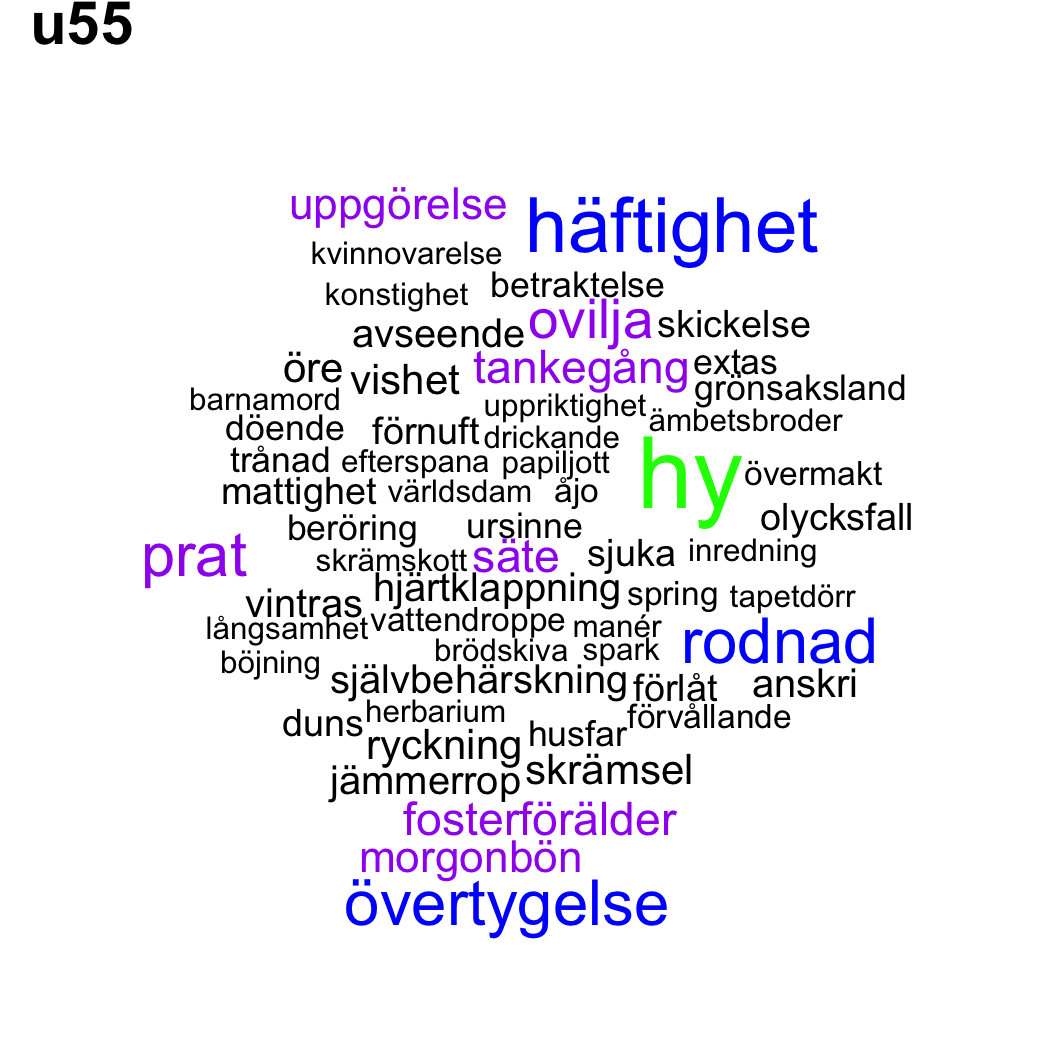 u55
uppgörelse häftighet
kvinnovarelse
konstighet betraktelse
avseende ovilja skickelse
öre vishet tankegång extas
grönsaksland
barnamord uppriktighet ämbetsbroder
döende förnuft drickande
trånad efterspana papiljott hy övermakt
mattighet världsdam åjo
beröring ursinne olycksfall
prat skrämskott säte sjuka inredning
vintras hjärtklappning spring tapetdörr
långsamhet vattendroppe manér rodnad
böjning brödskiva spark
självbehärskning förlåt anskri
duns herbarium förvållande
ryckning husfar
jämmerrop skrämsel
fosterförälder
morgonbön
övertygelse